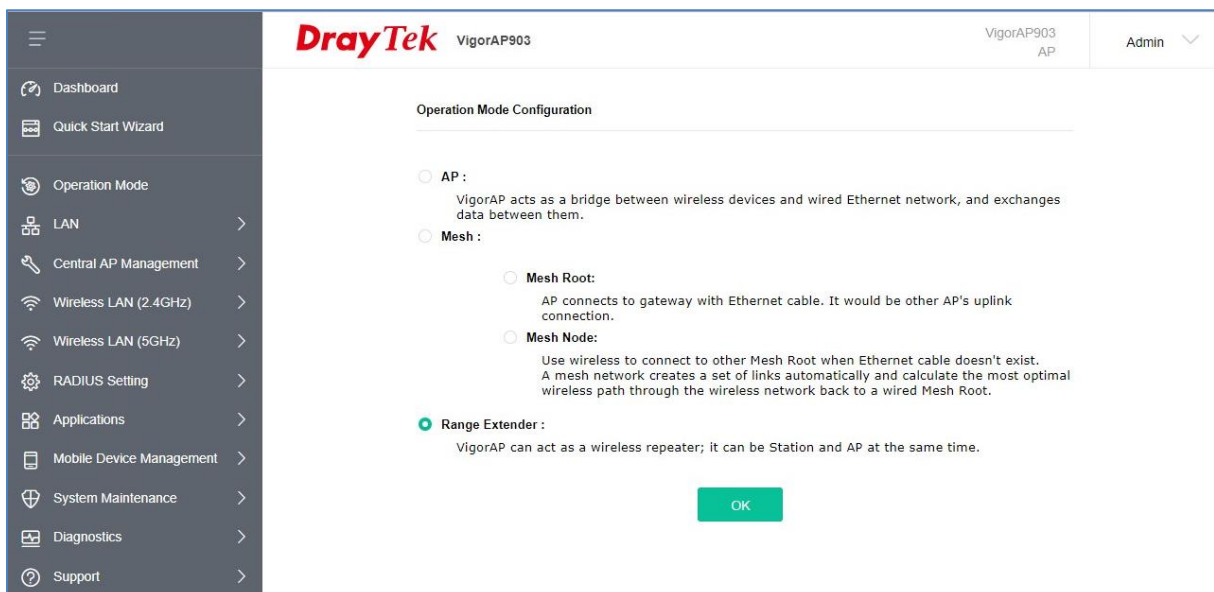 DrayTek VigorAP903
VigorAP903
AP
Admin
Dashboard
Quick Start Wizard
Operation Mode
LAN
Central AP Management
Wireless LAN (2.4GHz)
Wireless LAN (5GHz)
RADIUS Setting
Applications
Mobile Device Management
System Maintenance
Diagnostics
Support
Operation Mode Configuration
AP :
VigorAP acts as a bridge between wireless devices and wired Ethernet network, and exchanges
data between them.
Mesh :
Mesh Root:
AP connects to gateway with Ethernet cable. It would be other AP's uplink
connection.
Mesh Node:
Use wireless to connect to other Mesh Root when Ethernet cable doesn't exist.
A mesh network creates a set of links automatically and calculate the most optimal
wireless path through the wireless network back to a wired Mesh Root.
Range Extender :
VigorAP can act as a wireless repeater; it can be Station and AP at the same time.
OK